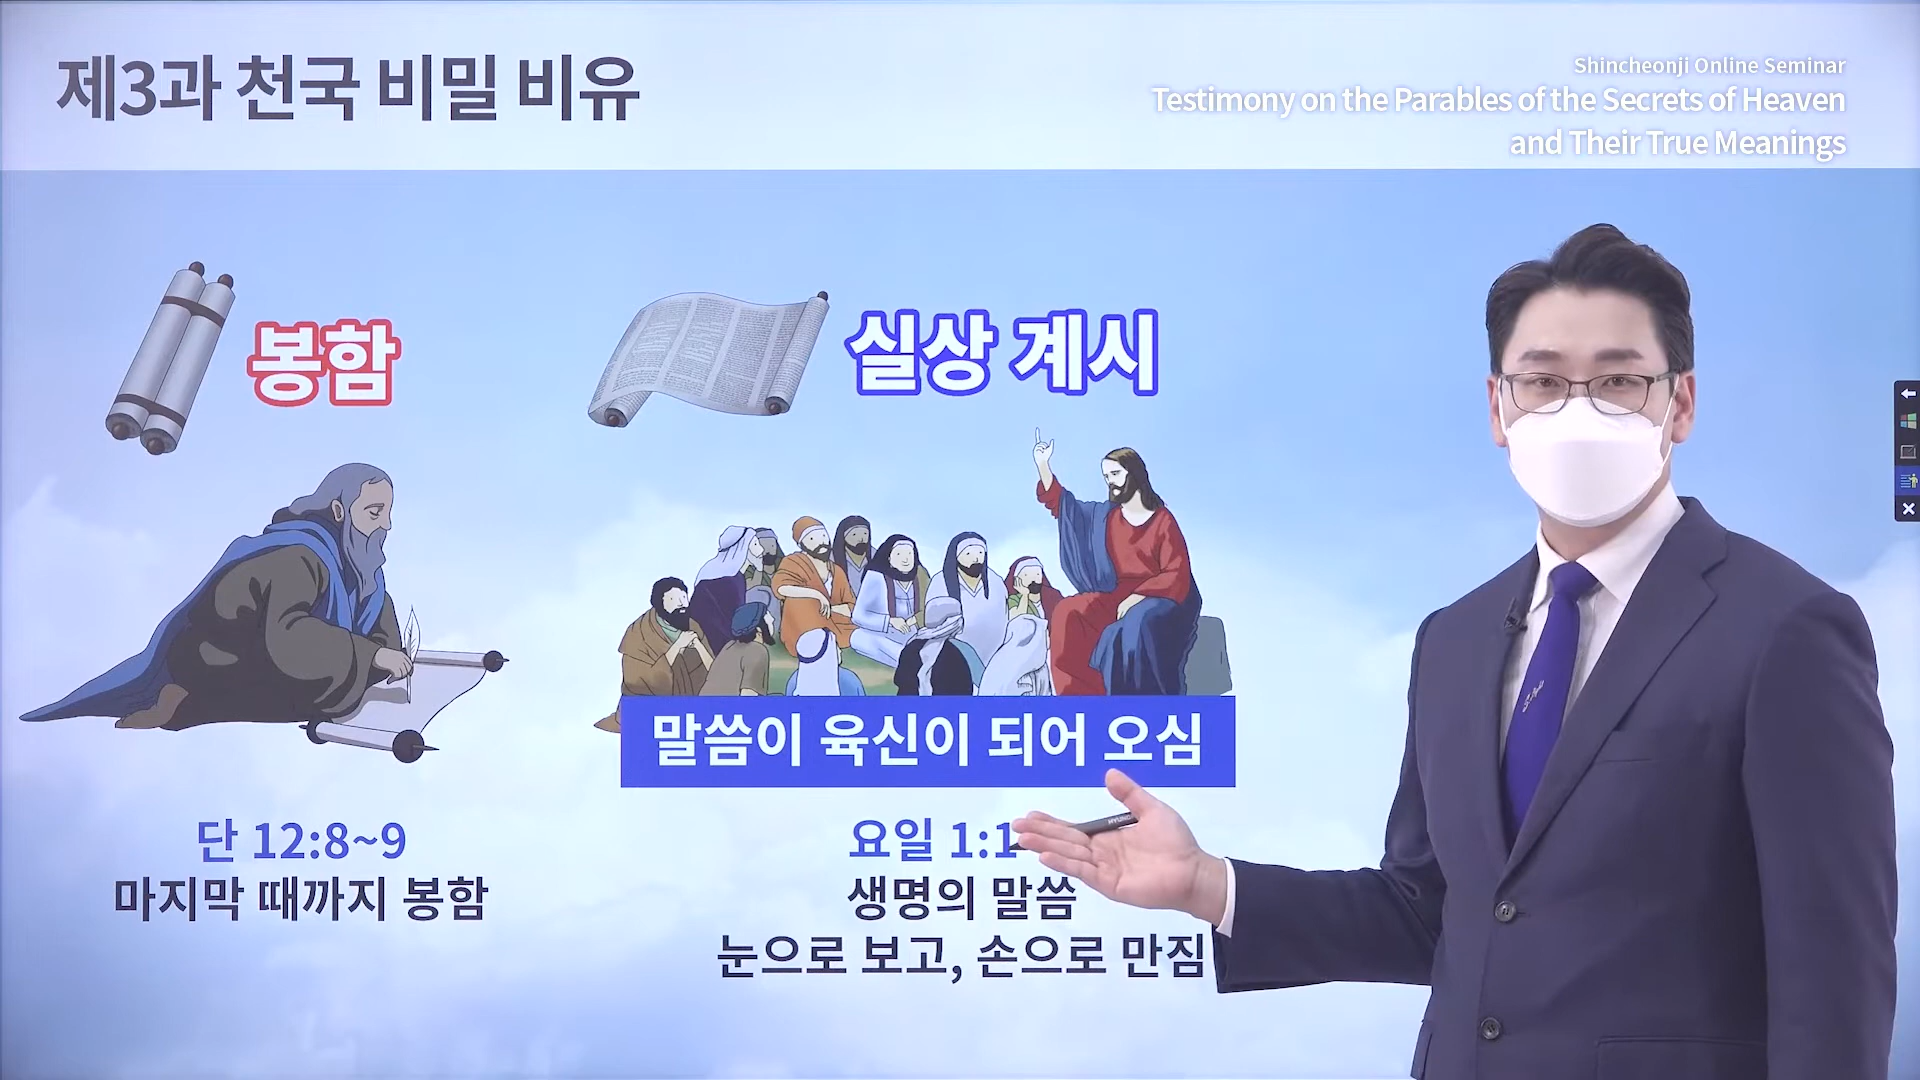 제3과 천국 비밀 비유
Shincheonji Online Seminar
Testimony on the Parables of the Secrets of Heaven
and Their True Meanings
봉함
실상 계시
말씀이 육신이 되어 오심
단 12:8~9
마지막 때까지 봉함
요일 1:1
생명의 말씀
눈으로 보고, 손으로 만짐